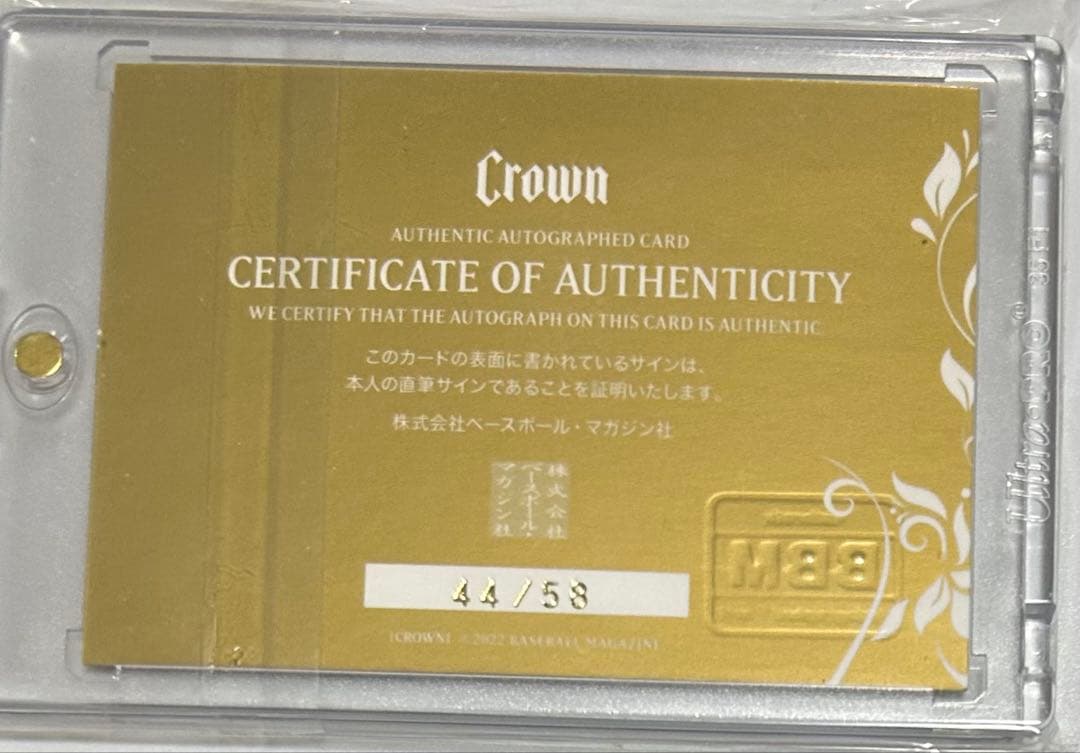 Crown
AUTHENTIC AUTOGRAPHED CARD
CERTIFICATE OF AUTHENTICITY
WE CERTIFY THAT THE AUTOGRAPH ON THIS CARD IS AUTHENTIC
このカードの表面に書かれているサインは、
本人の直筆サインであることを証明いたします。
株式会社ベースボール・マガジン社
株式会社
ベースボール・
マガジン社
BBM
44/58
[CROWN] ©2022 BASEBALL MAGAZINE
Ultra PRO®